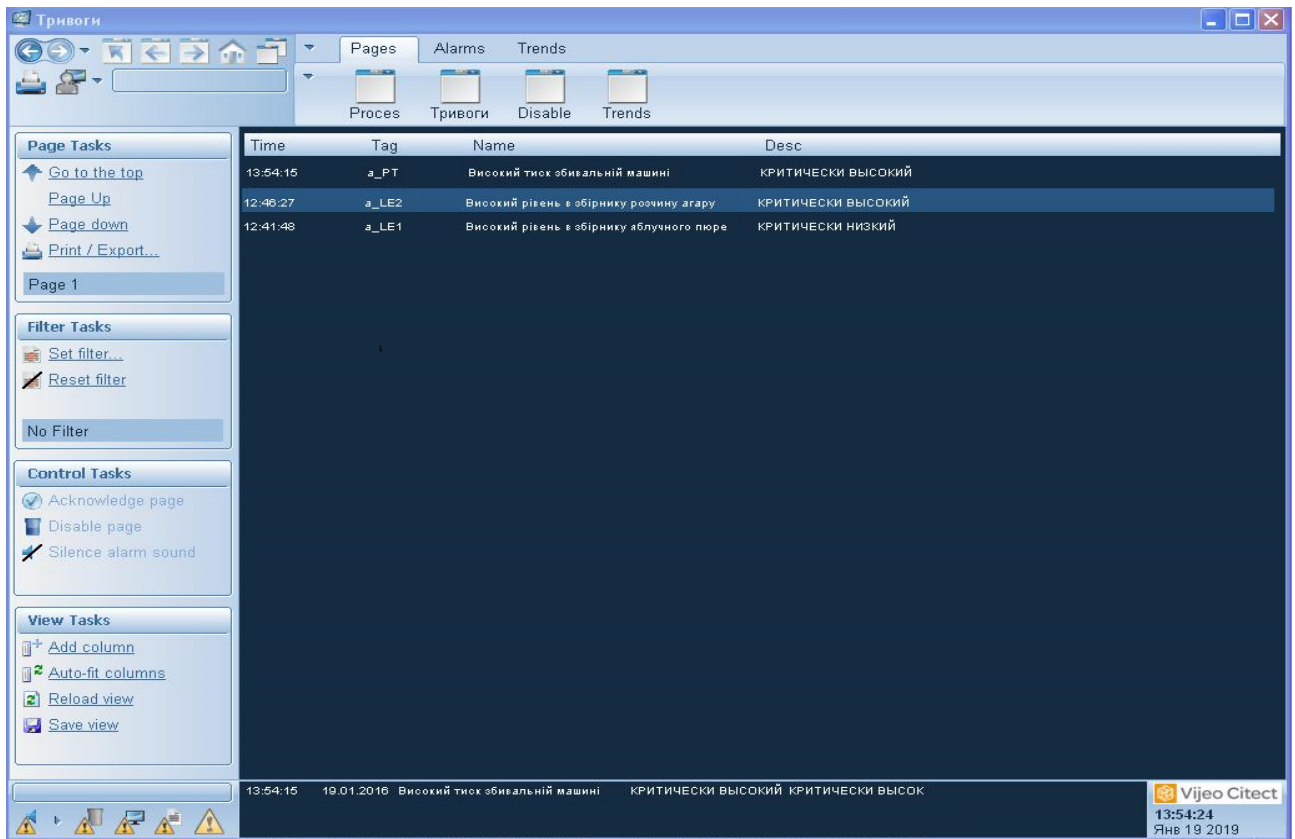 Тривоги
Pages Alarms Trends
Proces Тривоги Disable Trends
Page Tasks
Go to the top
Page Up
Page down
Print / Export...
Page 1
Filter Tasks
Set filter...
Reset filter
No Filter
Control Tasks
Acknowledge page
Disable page
Silence alarm sound
View Tasks
Add column
Auto-fit columns
Reload view
Save view
Time Tag Name Desc
13:54:15 a_PT Високий тиск збивальній машині КРИТИЧЕСКИ ВЫСОКИЙ
12:46:27 a_LE2 Високий рівень в збірнику розчину агару КРИТИЧЕСКИ ВЫСОКИЙ
12:41:48 a_LE1 Високий рівень в збірнику яблучного пюре КРИТИЧЕСКИ НИЗКИЙ
13:54:15 19.01.2016 Високий тиск збивальній машині КРИТИЧЕСКИ ВЫСОКИЙ КРИТИЧЕСКИ ВЫСОК
Vijeo Citect
13:54:24
Янв 19 2019